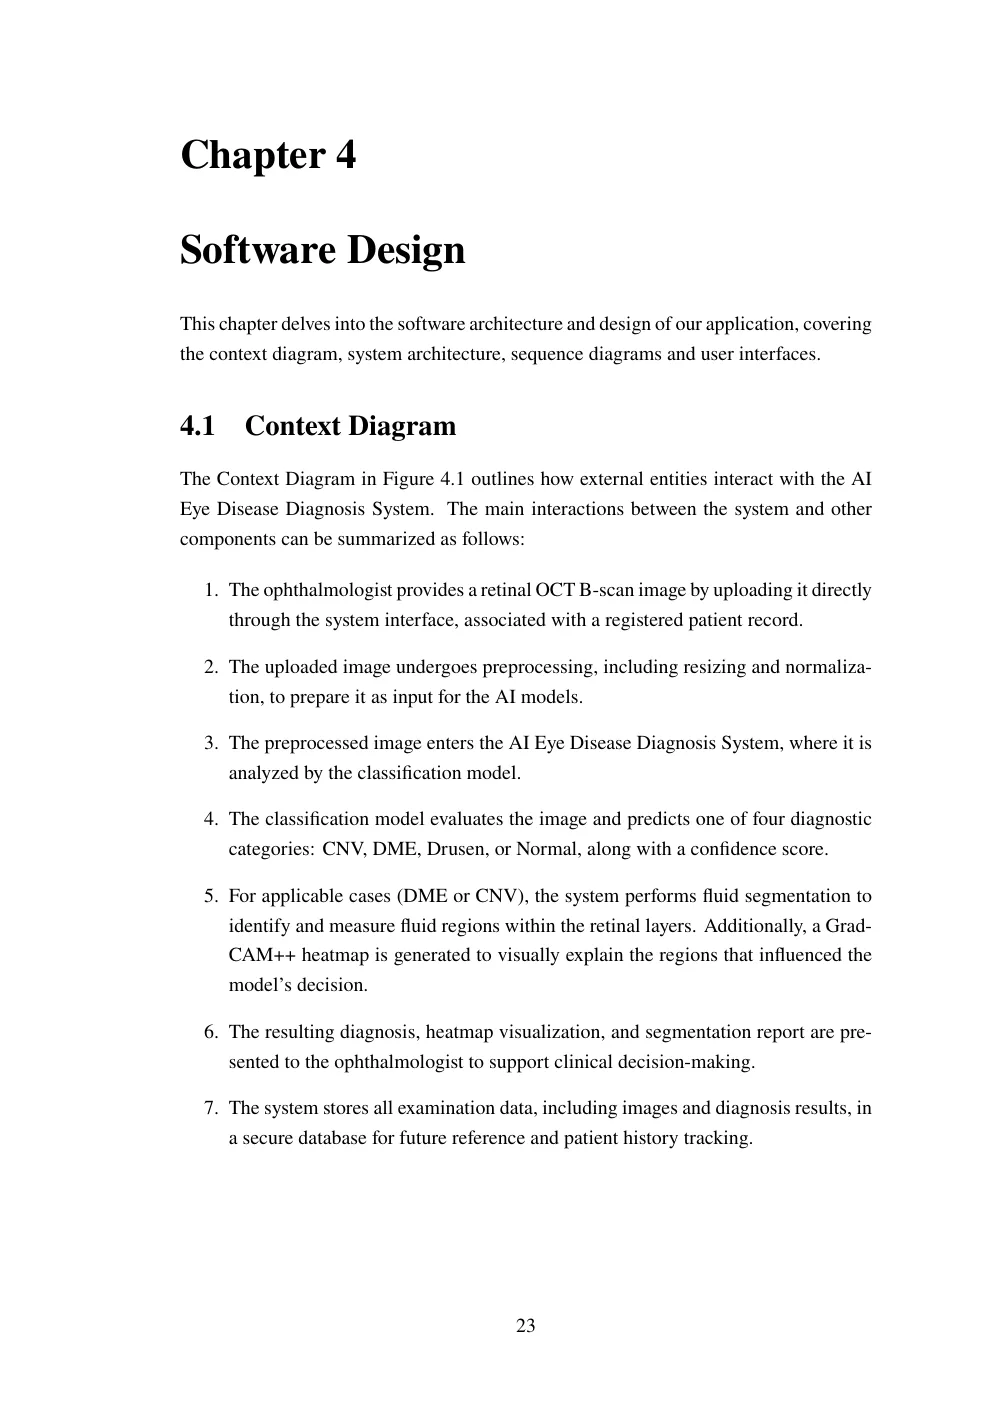 Chapter 4
Software Design
This chapter delves into the software architecture and design of our application, covering
the context diagram, system architecture, sequence diagrams and user interfaces.
4.1 Context Diagram
The Context Diagram in Figure 4.1 outlines how external entities interact with the AI
Eye Disease Diagnosis System. The main interactions between the system and other
components can be summarized as follows:
1. The ophthalmologist provides a retinal OCT B-scan image by uploading it directly
through the system interface, associated with a registered patient record.
2. The uploaded image undergoes preprocessing, including resizing and normaliza-
tion, to prepare it as input for the AI models.
3. The preprocessed image enters the AI Eye Disease Diagnosis System, where it is
analyzed by the classification model.
4. The classification model evaluates the image and predicts one of four diagnostic
categories: CNV, DME, Drusen, or Normal, along with a confidence score.
5. For applicable cases (DME or CNV), the system performs fluid segmentation to
identify and measure fluid regions within the retinal layers. Additionally, a Grad-
CAM++ heatmap is generated to visually explain the regions that influenced the
model’s decision.
6. The resulting diagnosis, heatmap visualization, and segmentation report are pre-
sented to the ophthalmologist to support clinical decision-making.
7. The system stores all examination data, including images and diagnosis results, in
a secure database for future reference and patient history tracking.
23